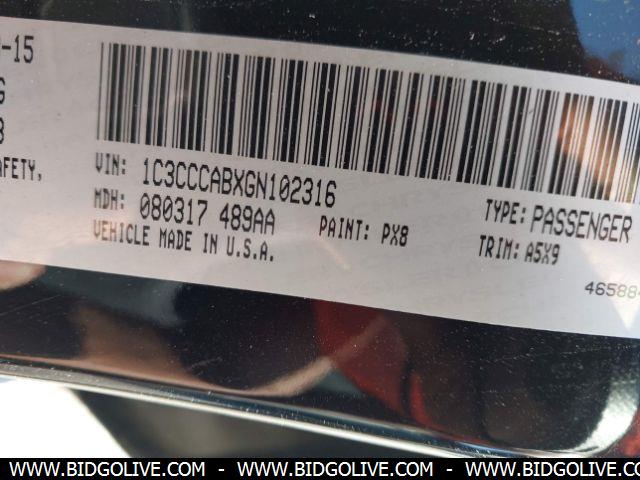 -15
G
AFETY,
VIN: 1C3CCCABXGN102316
MDH: 080317 489AA
VEHICLE MADE IN U.S.A.
PAINT: PX8
TYPE: PASSENGER
TRIM: A5X9
46588
WWW.BIDGOLIVE.COM - WWW.BIDGOLIVE.COM - WWW.BIDGOLIVE.COM